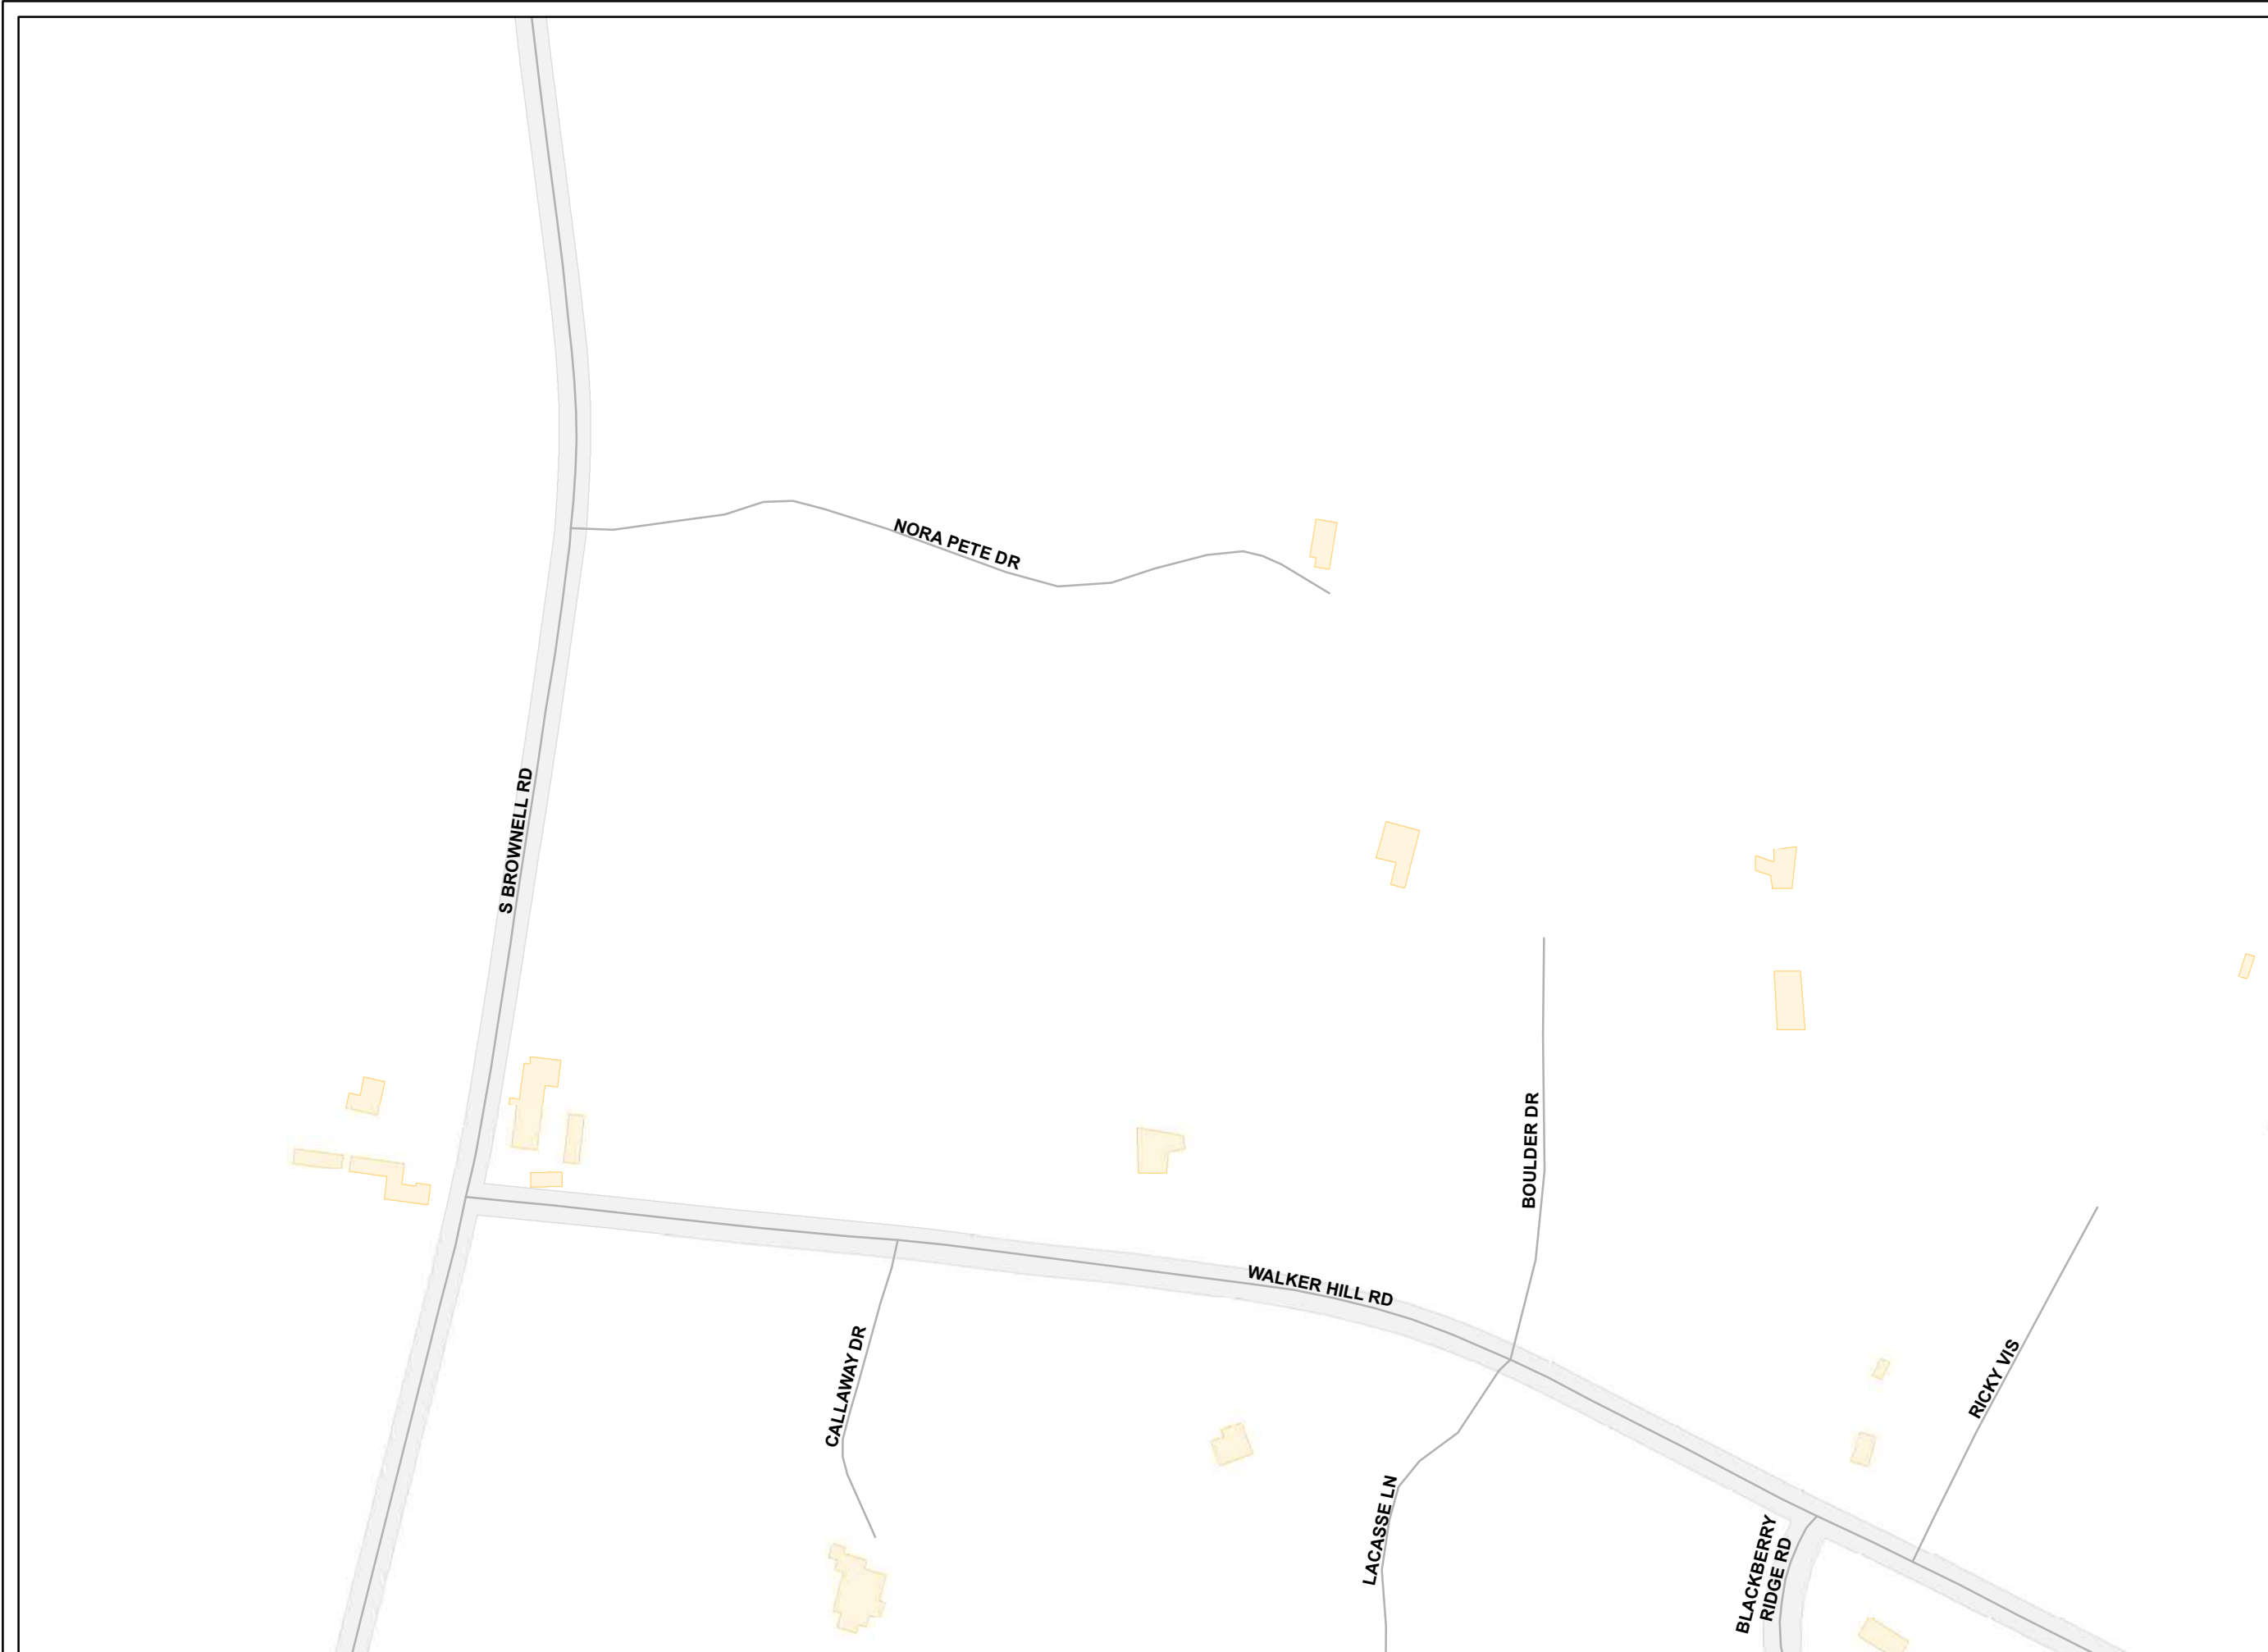 NORA PETE DR
S BROWNELL RD
BOULDER DR
WALKER HILL RD
CALLAWAY DR
RICKY VIS
LACASSE LN
BLACKBERRY
RIDGE RD